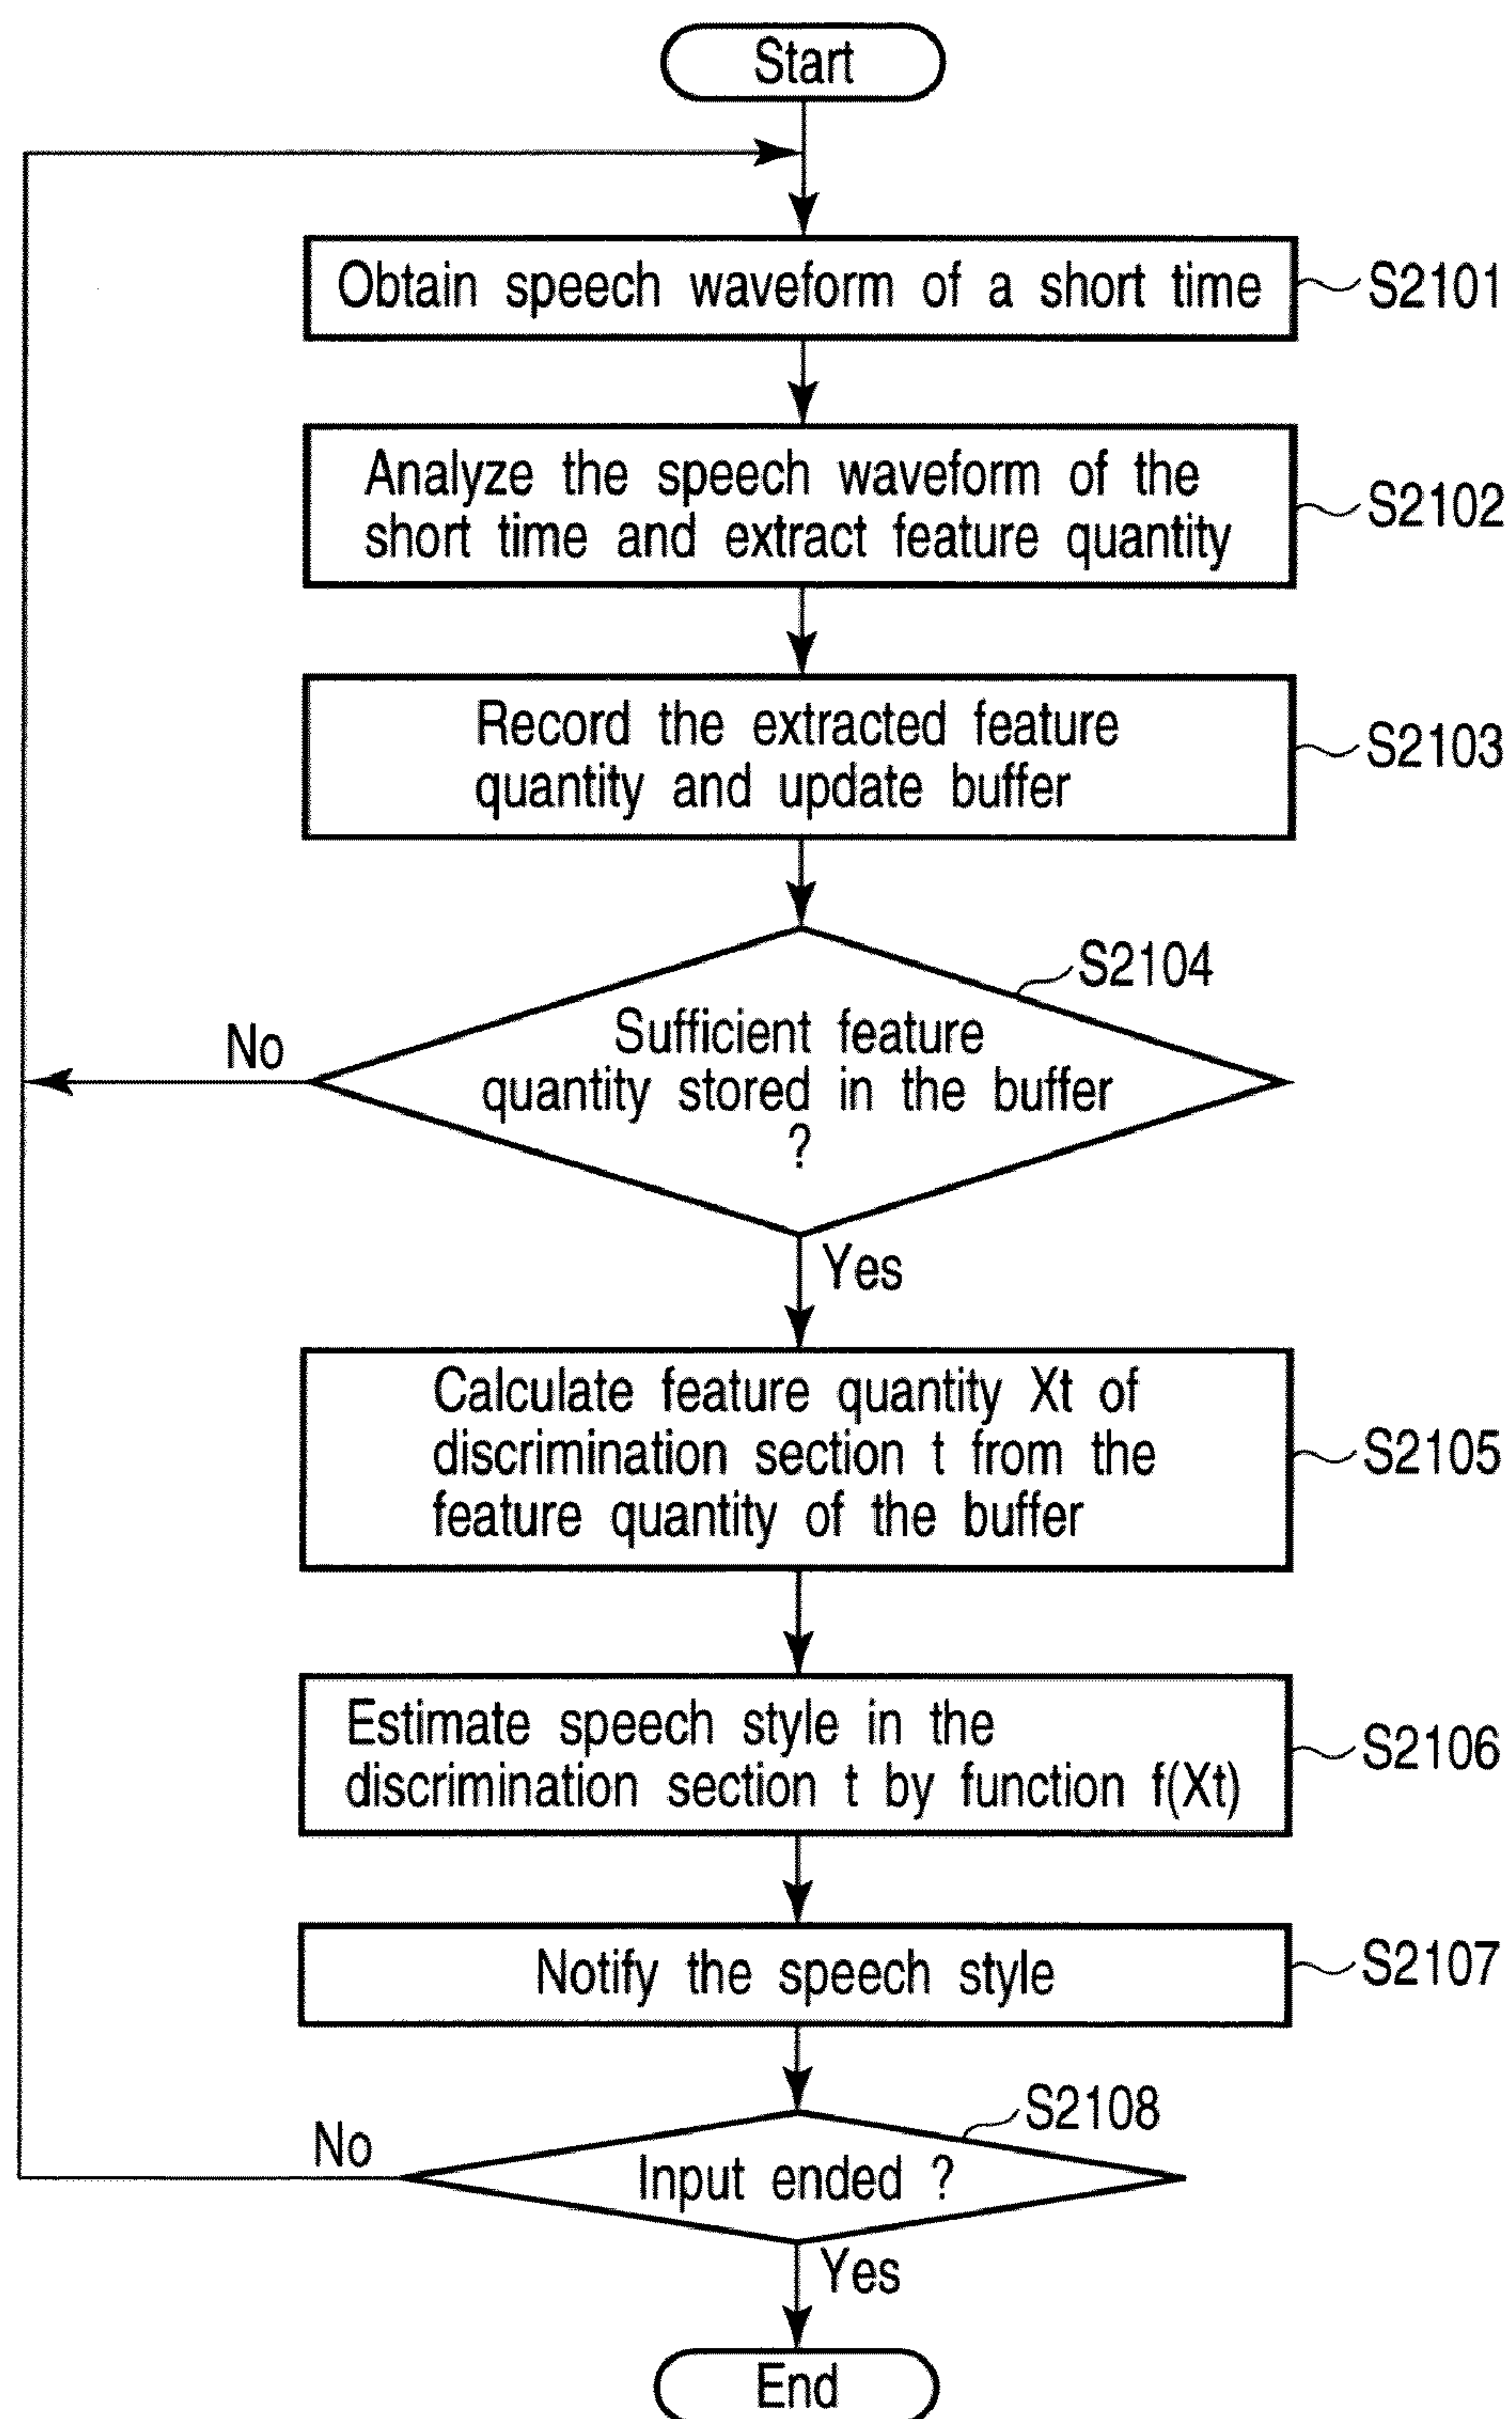 Start
Obtain speech waveform of a short time
S2101
Analyze the speech waveform of the
short time and extract feature quantity
S2102
Record the extracted feature
quantity and update buffer
S2103
S2104
Sufficient feature
quantity stored in the buffer
?
No
Yes
Calculate feature quantity Xt of
discrimination section t from the
feature quantity of the buffer
S2105
Estimate speech style in the
discrimination section t by function f(Xt)
S2106
Notify the speech style
S2107
S2108
Input ended ?
No
Yes
End